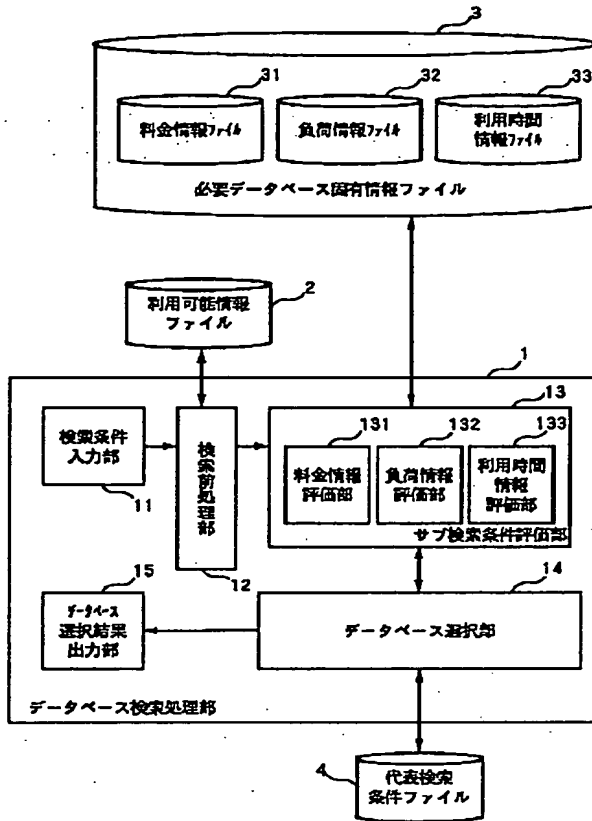 3
31
32
33
料金情報ファイル
負荷情報ファイル
利用時間
情報ファイル
必要データベース固有情報ファイル
2
利用可能情報
ファイル
1
13
検索条件
入力部
11
検索前処理部
12
131
132
133
料金情報
評価部
負荷情報
評価部
利用時間
情報
評価部
サブ検索条件評価部
15
データベース
選択結果
出力部
14
データベース選択部
データベース検索処理部
4
代表検索
条件ファイル